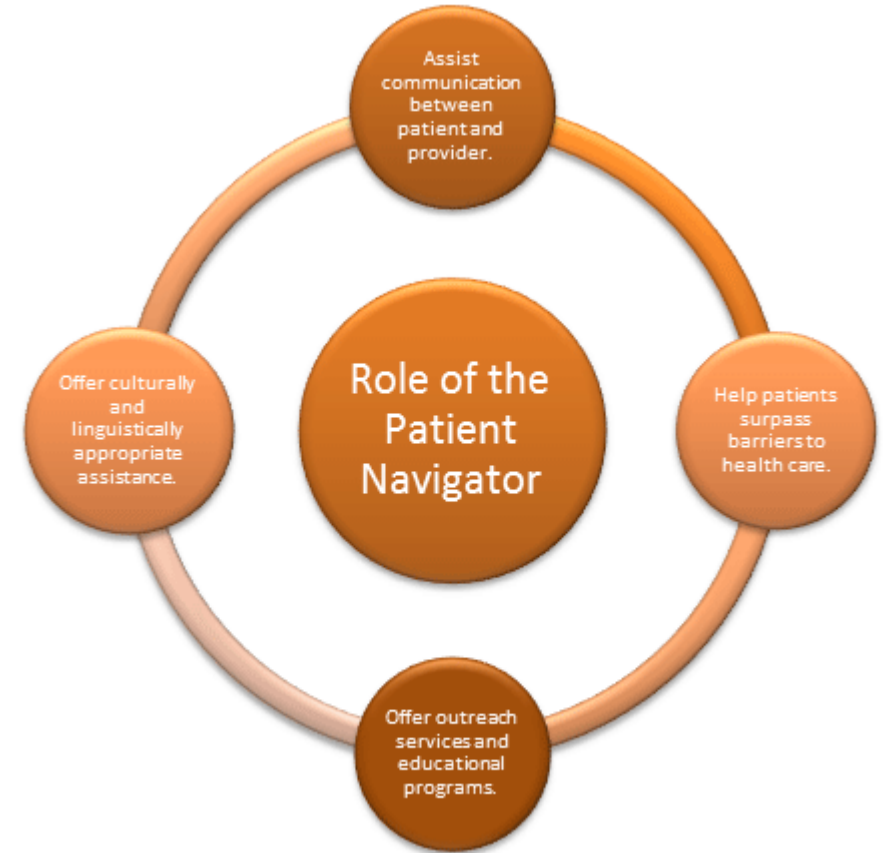 Assist
communication
between
patient and
provider.
Offer culturally
and
linguistically
appropriate
assistance.
Role of the
Patient
Navigator
Help patients
surpass
barriers to
health care.
Offer outreach
services and
educational
programs.